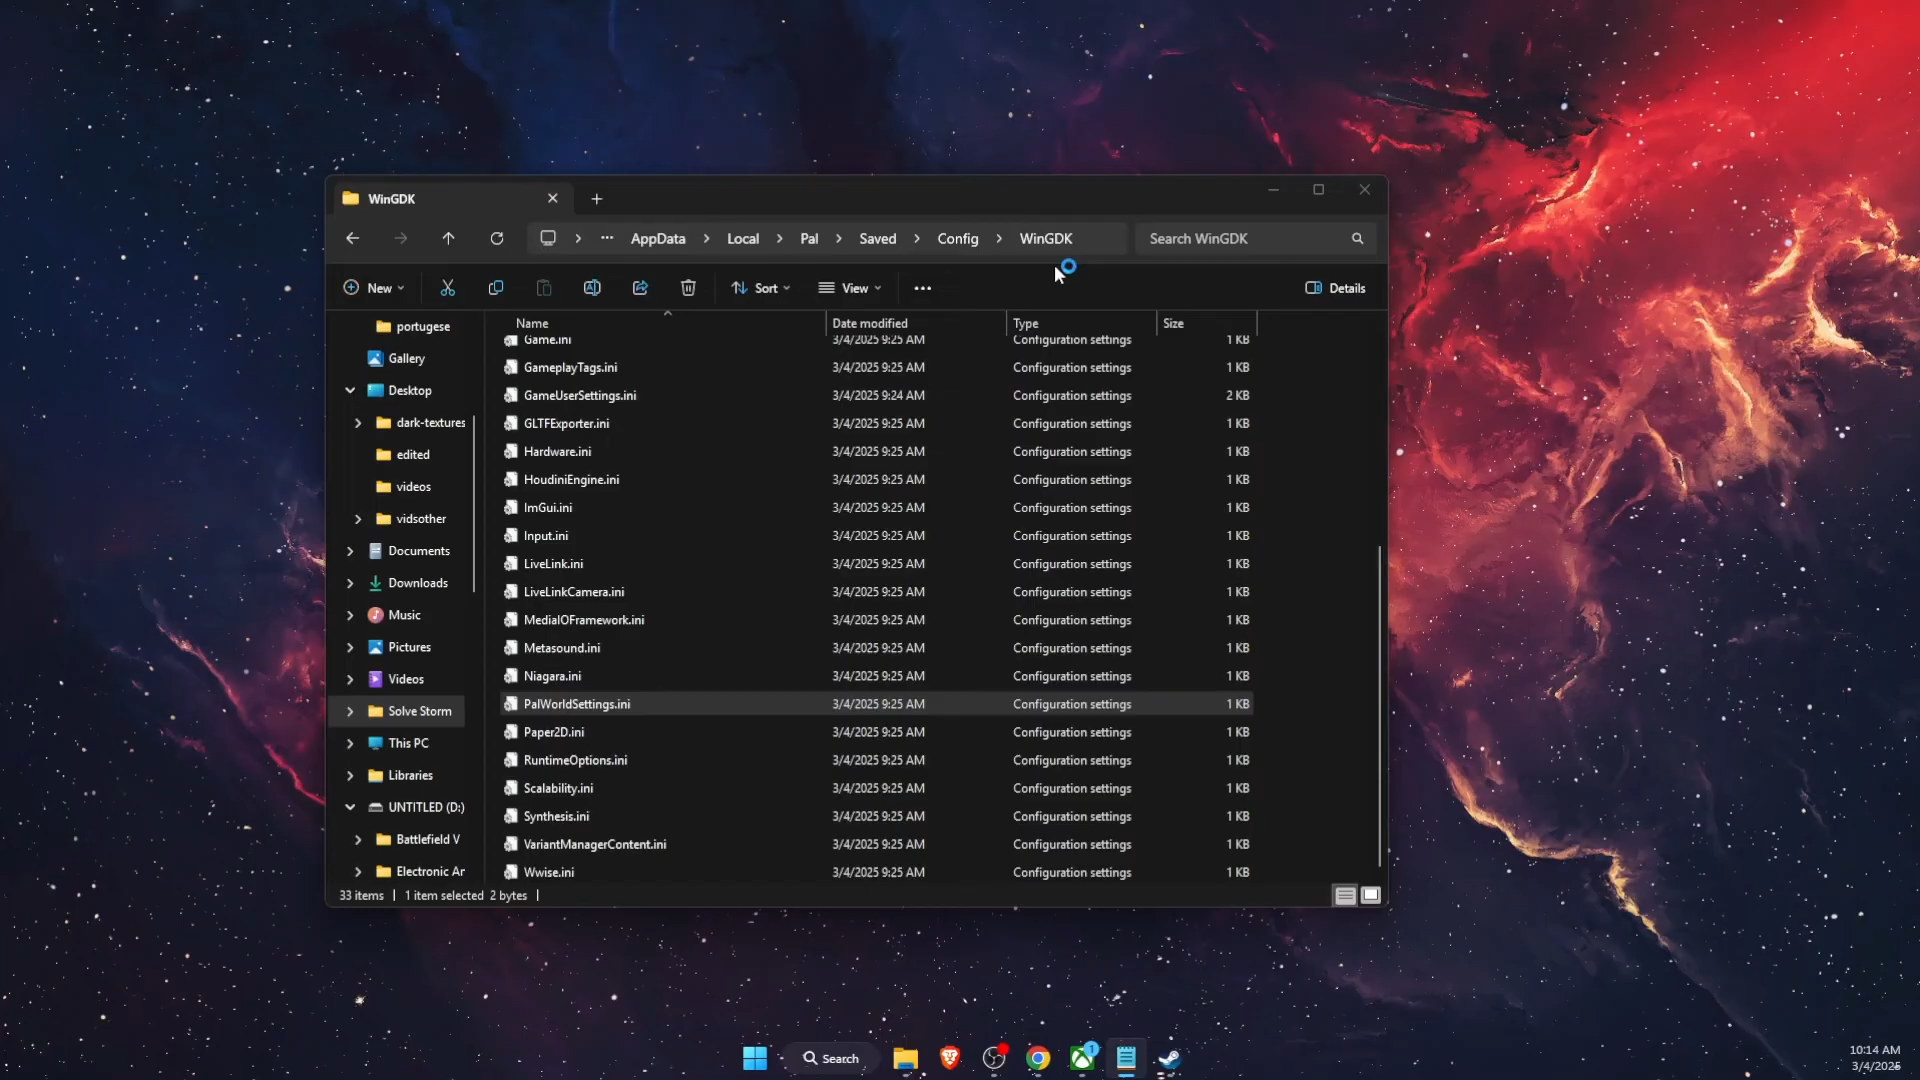 WinGDK
AppData > Local > Pal > Saved > Config > WinGDK
Search WinGDK
New
Sort
View
Details
Name Date modified Type Size
portugese
Gallery
Desktop
dark-textures
edited
videos
vidsother
Documents
Downloads
Music
Pictures
Videos
Solve Storm
This PC
Libraries
UNTITLED (D:)
Battlefield V
Electronic Ar
Game.ini 3/4/2025 9:25 AM Configuration settings 1 KB
GameplayTags.ini 3/4/2025 9:25 AM Configuration settings 1 KB
GameUserSettings.ini 3/4/2025 9:24 AM Configuration settings 2 KB
GLTFExporter.ini 3/4/2025 9:25 AM Configuration settings 1 KB
Hardware.ini 3/4/2025 9:25 AM Configuration settings 1 KB
HoudiniEngine.ini 3/4/2025 9:25 AM Configuration settings 1 KB
ImGui.ini 3/4/2025 9:25 AM Configuration settings 1 KB
Input.ini 3/4/2025 9:25 AM Configuration settings 1 KB
LiveLink.ini 3/4/2025 9:25 AM Configuration settings 1 KB
LiveLinkCamera.ini 3/4/2025 9:25 AM Configuration settings 1 KB
MediaIOFramework.ini 3/4/2025 9:25 AM Configuration settings 1 KB
Metasound.ini 3/4/2025 9:25 AM Configuration settings 1 KB
Niagara.ini 3/4/2025 9:25 AM Configuration settings 1 KB
PalWorldSettings.ini 3/4/2025 9:25 AM Configuration settings 1 KB
Paper2D.ini 3/4/2025 9:25 AM Configuration settings 1 KB
RuntimeOptions.ini 3/4/2025 9:25 AM Configuration settings 1 KB
Scalability.ini 3/4/2025 9:25 AM Configuration settings 1 KB
Synthesis.ini 3/4/2025 9:25 AM Configuration settings 1 KB
VariantManagerContent.ini 3/4/2025 9:25 AM Configuration settings 1 KB
Wwise.ini 3/4/2025 9:25 AM Configuration settings 1 KB
33 items | 1 item selected 2 bytes |
Search
1
10:14 AM
3/4/2025